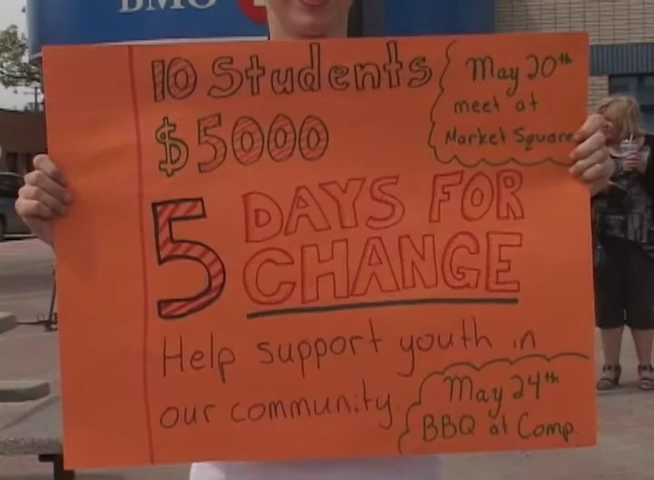 BMO
10 Students
$5000
May 20th
meet at
Market Square
5 DAYS FOR
CHANGE
Help support youth in
our community.
May 24th
BBQ at Comp.